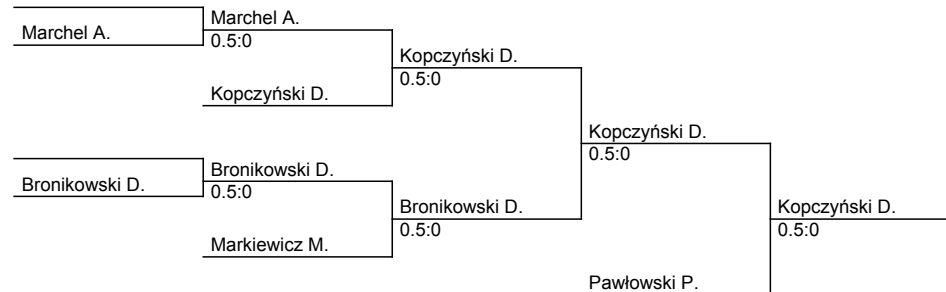 Marchel A.
Marchel A.
0.5:0
Kopczyński D.
Kopczyński D.
0.5:0
Kopczyński D.
0.5:0
Bronikowski D.
Bronikowski D.
0.5:0
Markiewicz M.
Bronikowski D.
0.5:0
Kopczyński D.
0.5:0
Pawłowski P.